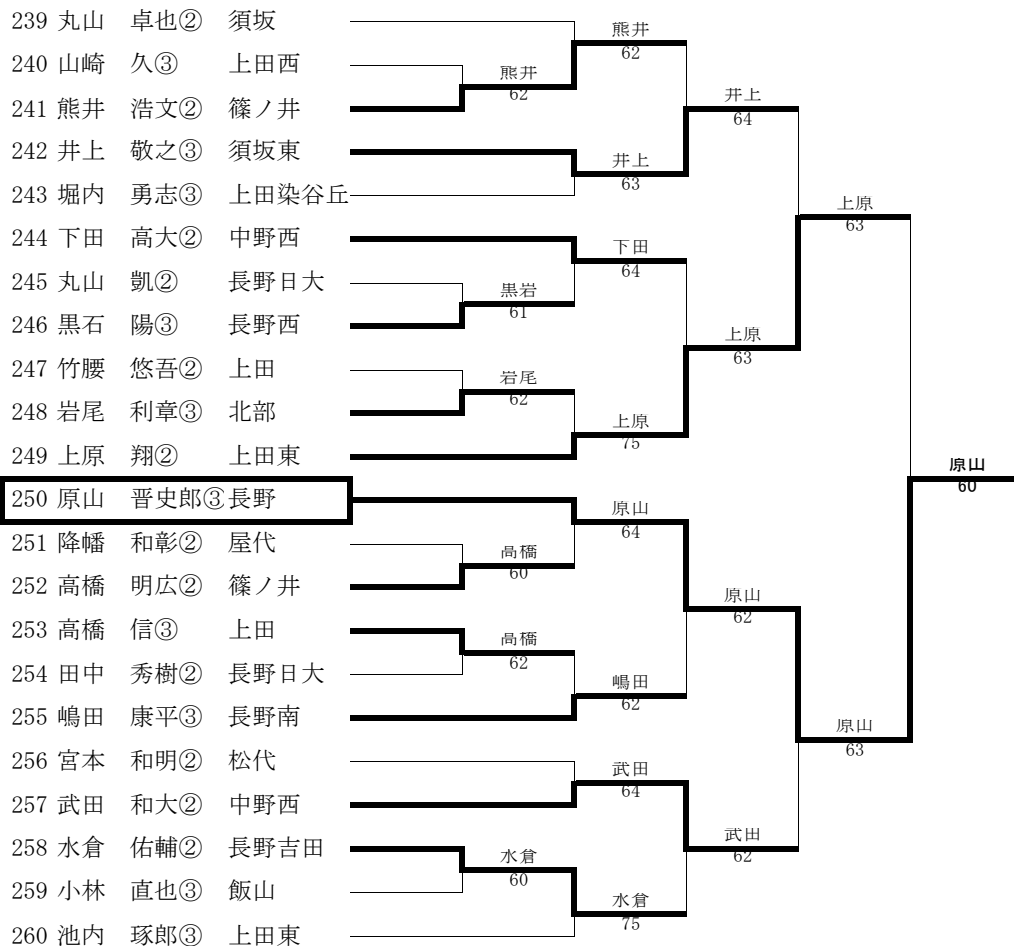 239 丸山 卓也② 須坂
240 山崎 久③ 上田西
241 熊井 浩文② 篠ノ井
242 井上 敬之③ 須坂東
243 堀内 勇志③ 上田染谷丘
244 下田 高大② 中野西
245 丸山 凱② 長野日大
246 黒石 陽③ 長野西
247 竹腰 悠吾② 上田
248 岩尾 利章③ 北部
249 上原 翔② 上田東
250 原山 晋史郎③ 長野
251 降幡 和彰② 屋代
252 高橋 明広② 篠ノ井
253 高橋 信③ 上田
254 田中 秀樹② 長野日大
255 嶋田 康平③ 長野南
256 宮本 和明② 松代
257 武田 和大② 中野西
258 水倉 佑輔② 長野吉田
259 小林 直也③ 飯山
260 池内 琢郎③ 上田東
熊井
62
黒岩
61
岩尾
62
高橋
60
高橋
62
水倉
60
熊井
62
井上
63
下田
64
上原
75
原山
64
嶋田
62
武田
64
水倉
75
井上
64
上原
63
原山
62
武田
62
上原
63
原山
63
原山
60